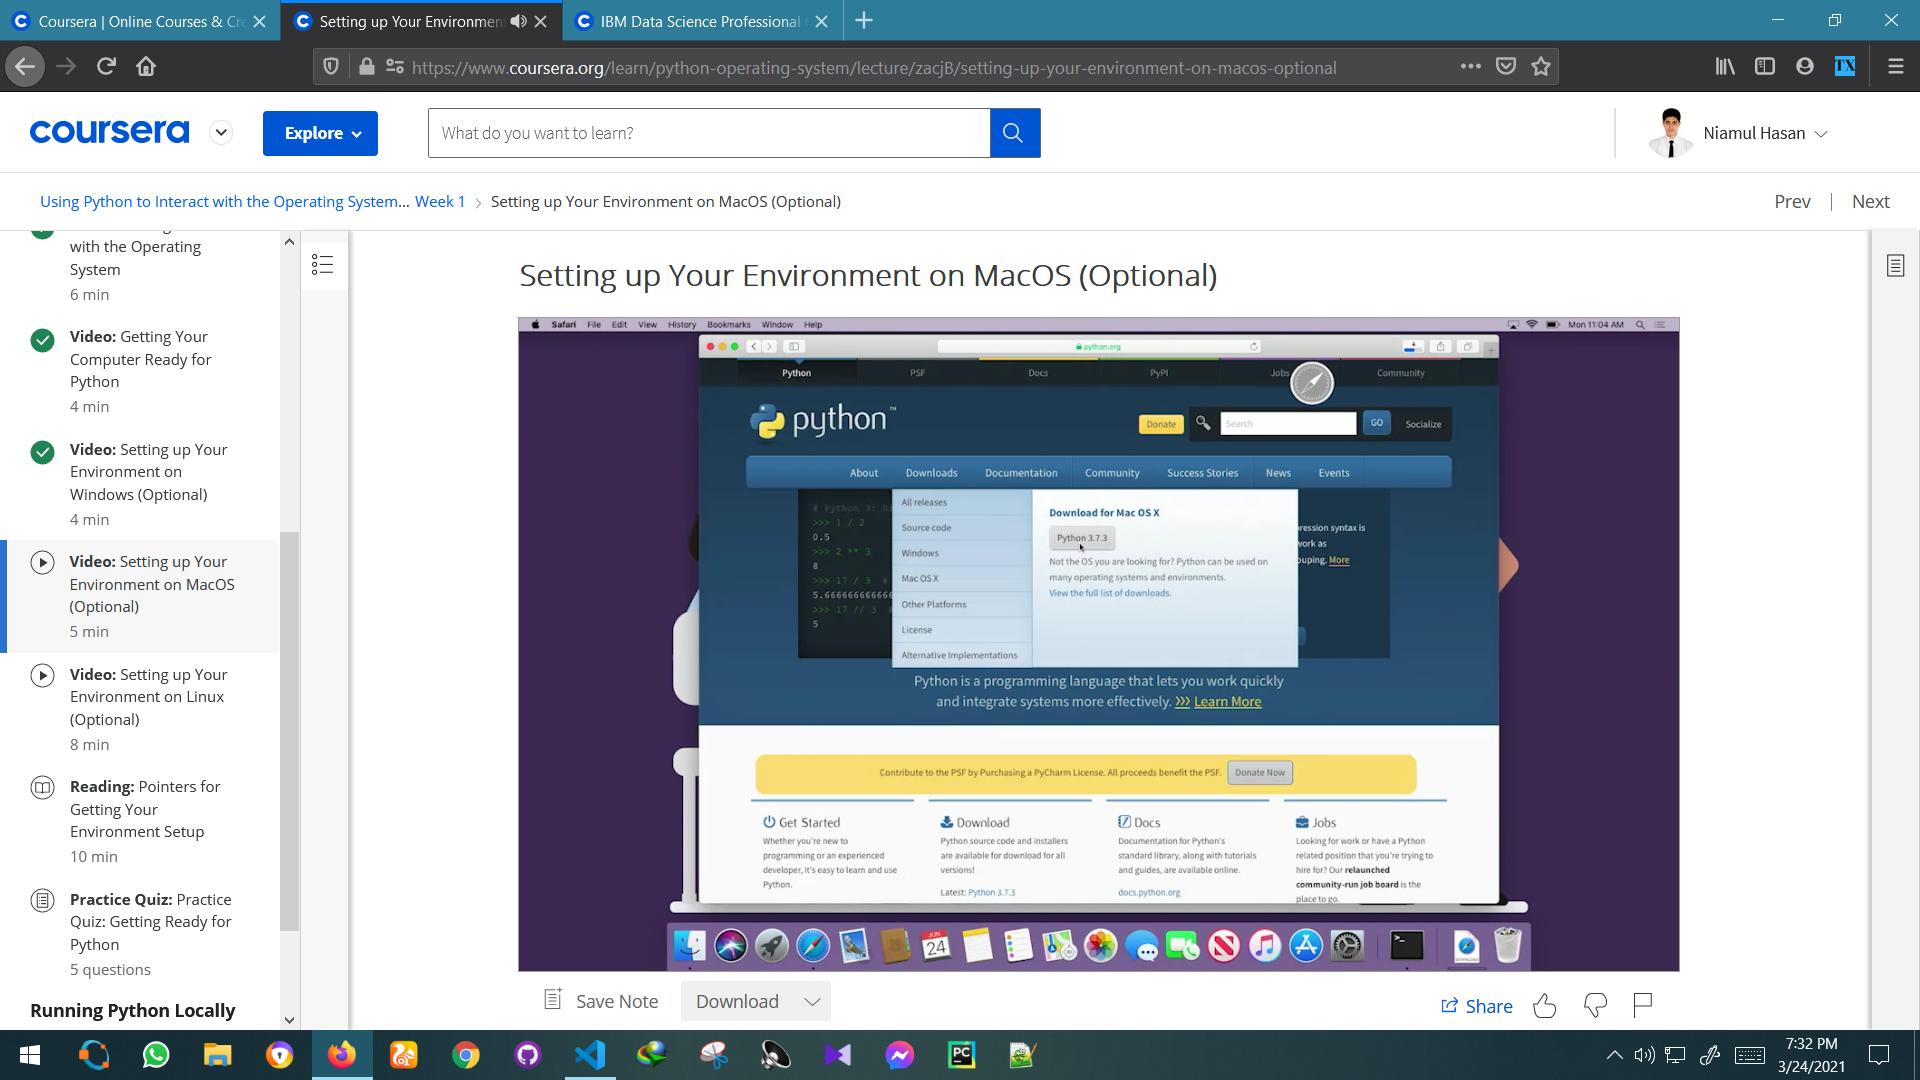 Coursera | Online Courses & Cr
Setting up Your Environmen
IBM Data Science Professional
https://www.coursera.org/learn/python-operating-system/lecture/zacjB/setting-up-your-environment-on-macos-optional
TX
coursera
Explore
What do you want to learn?
Niamul Hasan
Using Python to Interact with the Operating System... Week 1 > Setting up Your Environment on MacOS (Optional)
Prev | Next
with the Operating
System
6 min
Video: Getting Your
Computer Ready for
Python
4 min
Video: Setting up Your
Environment on
Windows (Optional)
4 min
Video: Setting up Your
Environment on MacOS
(Optional)
5 min
Video: Setting up Your
Environment on Linux
(Optional)
8 min
Reading: Pointers for
Getting Your
Environment Setup
10 min
Practice Quiz: Practice
Quiz: Getting Ready for
Python
5 questions
Running Python Locally
Setting up Your Environment on MacOS (Optional)
Safari File Edit View History Bookmarks Window Help
Mon 11:04 AM
python.org
Python PSF Docs PyPI Jobs Community
python™
Donate
Search
GO
Socialize
About Downloads Documentation Community Success Stories News Events
# Python 3: Si
>>> 1 / 2
0.5
>>> 2 ** 3
8
>>> 17 / 3 #
5.666666666666
>>> 17 // 3 #
5
All releases
Source code
Windows
Mac OS X
Other Platforms
License
Alternative Implementations
Download for Mac OS X
Python 3.7.3
Not the OS you are looking for? Python can be used on
many operating systems and environments.
View the full list of downloads.
ression syntax is
work as
ouping. More
Python is a programming language that lets you work quickly
and integrate systems more effectively. >>> Learn More
Contribute to the PSF by Purchasing a PyCharm License. All proceeds benefit the PSF. Donate Now
Get Started
Whether you're new to
programming or an experienced
developer, it's easy to learn and use
Python.
Download
Python source code and installers
are available for download for all
versions!
Latest: Python 3.7.3
Docs
Documentation for Python's
standard library, along with tutorials
and guides, are available online.
docs.python.org
Jobs
Looking for work or have a Python
related position that you're trying to
hire for? Our relaunched
community-run job board is the
place to go.
JUN
24
Save Note
Download
Share
PC
7:32 PM
3/24/2021